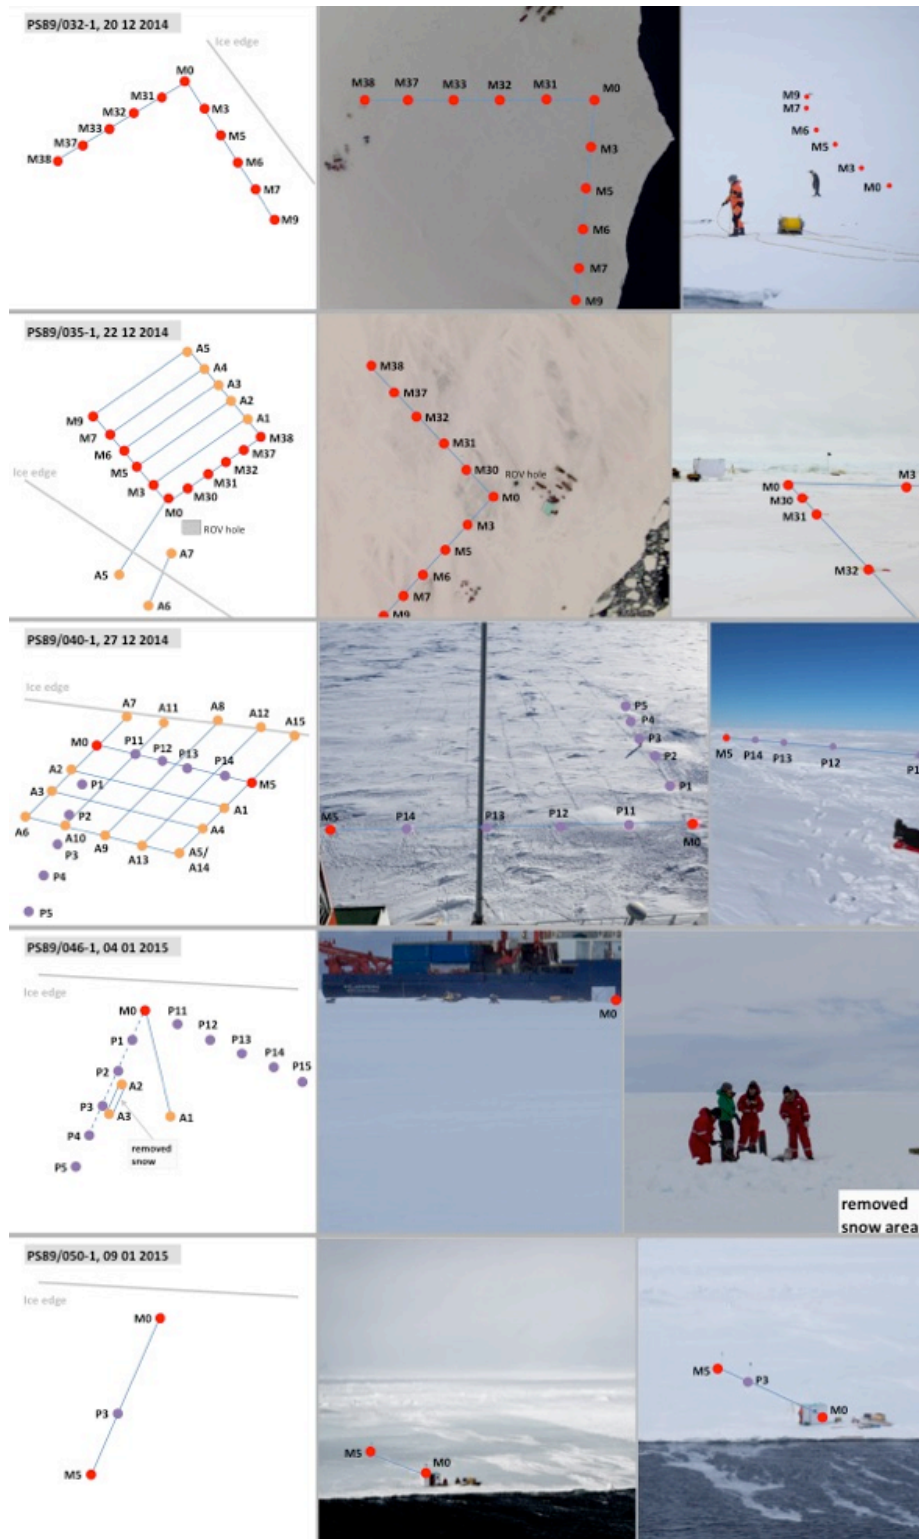 PS89/032-1, 20 12 2014
Ice edge
M0
M31
M32
M33
M37
M38
M3
M5
M6
M7
M9
M38
M37
M33
M32
M31
M0
M3
M5
M6
M7
M9
M9
M7
M6
M5
M3
M0
PS89/035-1, 22 12 2014
A5
A4
A3
A2
A1
M9
M7
M6
M5
M3
M38
M37
M32
M31
M30
M0
Ice edge
ROV hole
A7
A5
A6
M38
M37
M32
M31
M30
ROV hole
M0
M3
M5
M6
M7
M9
M0
M3
M30
M31
M32
PS89/040-1, 27 12 2014
Ice edge
A7
A11
A8
A12
A15
M0
P11
P12
P13
P14
M5
A2
P1
A3
A1
P2
A6
A10
A9
A4
A13
A5/
A14
P3
P4
P5
P5
P4
P3
P2
P1
M5
P14
P13
P12
P11
M0
M5
P14
P13
P12
P1
PS89/046-1, 04 01 2015
Ice edge
M0
P11
P12
P13
P14
P15
P1
P2
A2
P3
A3
A1
P4
P5
removed
snow
M0
removed
snow area
PS89/050-1, 09 01 2015
Ice edge
M0
P3
M5
M5
M0
M5
P3
M0